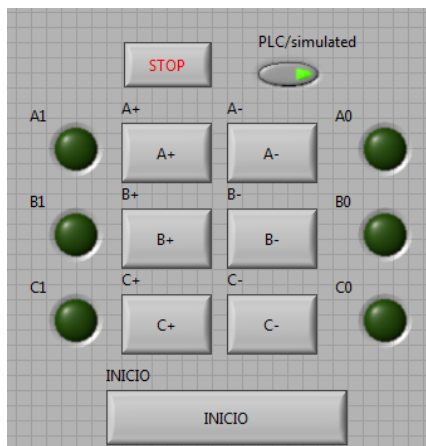 PLC/simulated
STOP
A1 A+ A- A0
A+ A-
B1 B+ B- B0
B+ B-
C1 C+ C- C0
C+ C-
INICIO
INICIO